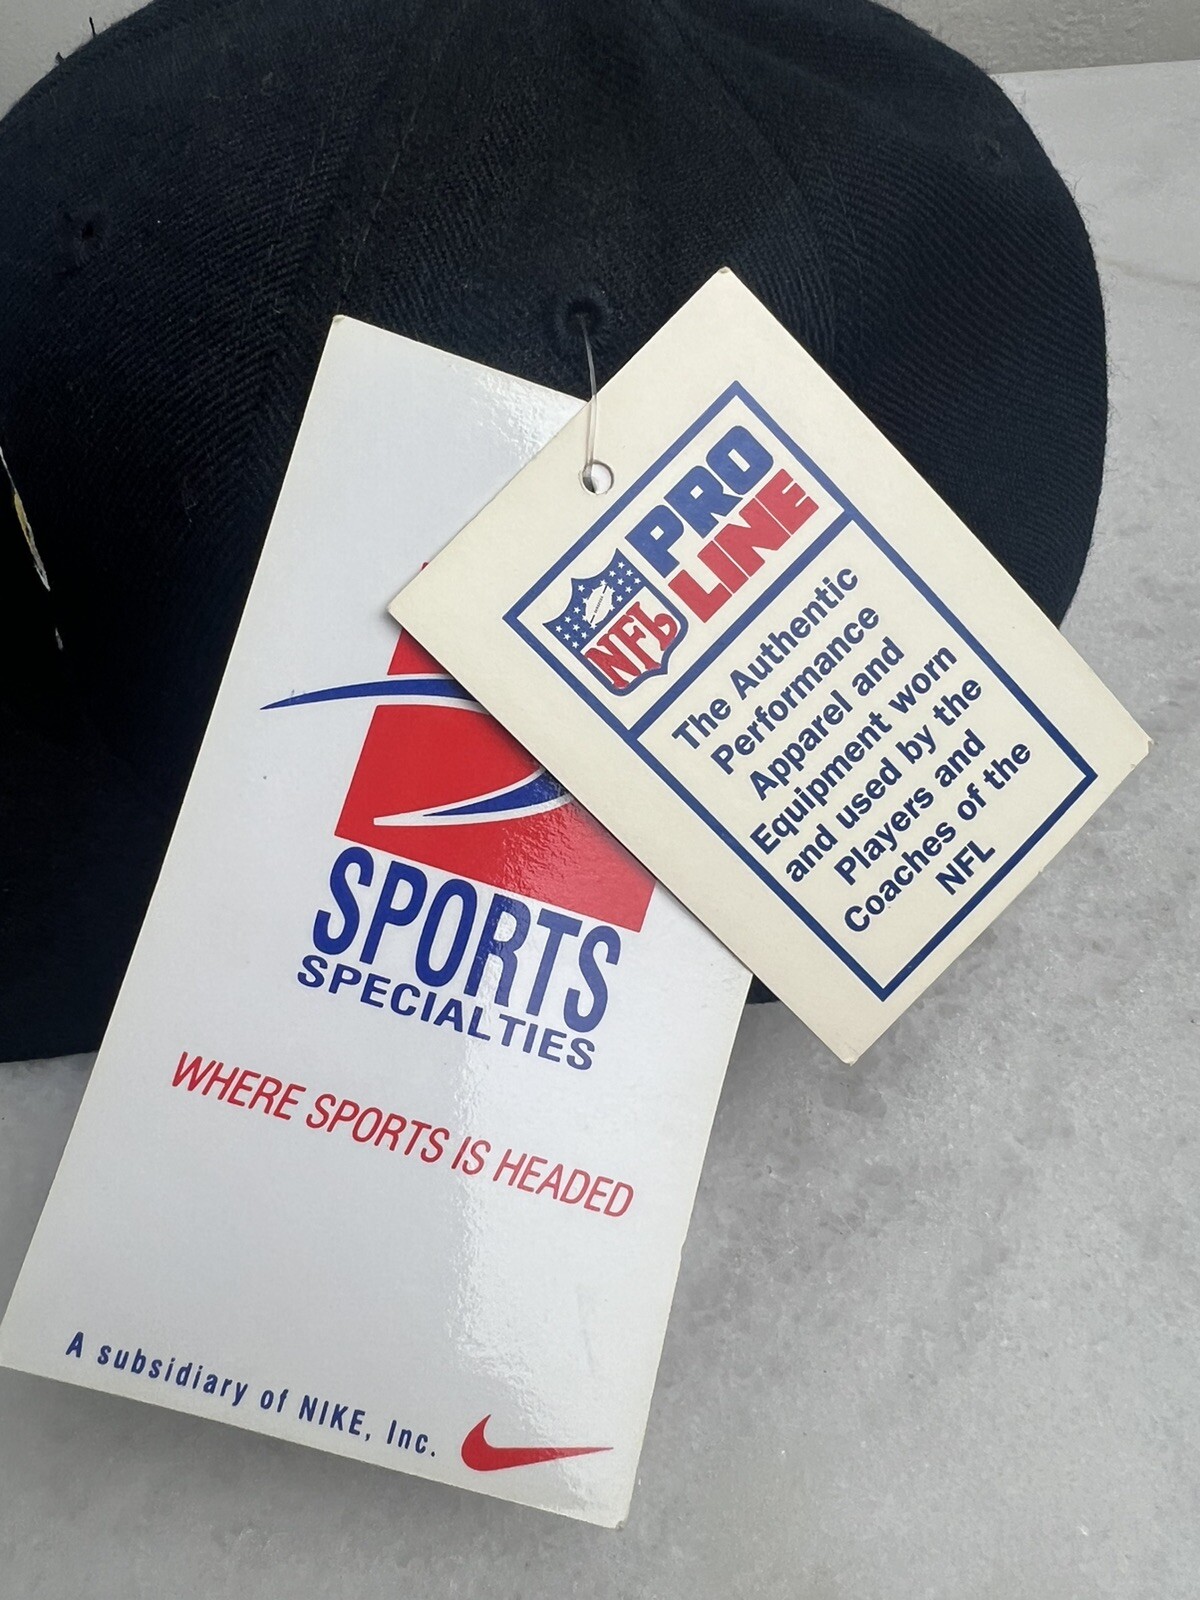 PRO
LINE
NFL
The Authentic
Performance
Apparel and
Equipment worn
and used by the
Players and
Coaches of the
NFL
SPORTS
SPECIALTIES
WHERE SPORTS IS HEADED
A subsidiary of NIKE, Inc.